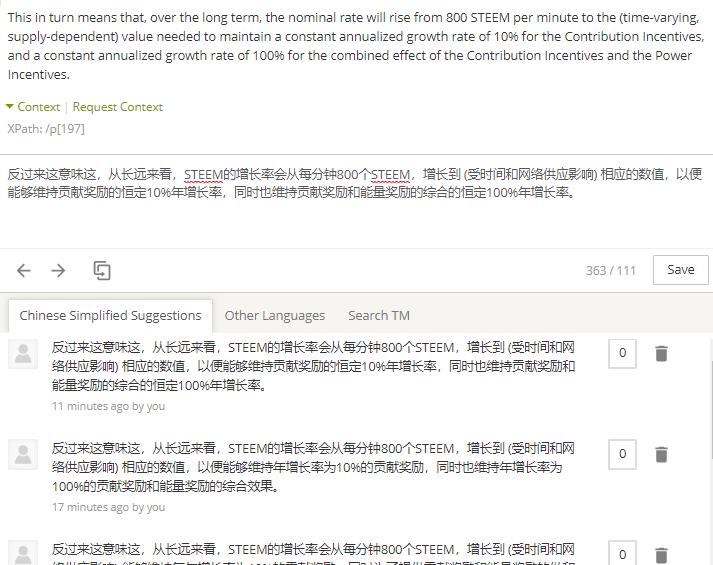 This in turn means that, over the long term, the nominal rate will rise from 800 STEEM per minute to the (time-varying,
supply-dependent) value needed to maintain a constant annualized growth rate of 10% for the Contribution Incentives,
and a constant annualized growth rate of 100% for the combined effect of the Contribution Incentives and the Power
Incentives.
Context | Request Context
XPath: /p[197]
反过来这意味这，从长远来看，STEEM的增长率会从每分钟800个STEEM，增长到 (受时间和网络供应影响) 相应的数值，以便
能够维持贡献奖励的恒定10%年增长率，同时也维持贡献奖励和能量奖励的综合的恒定100%年增长率。
363 / 111
Save
Chinese Simplified Suggestions
Other Languages
Search TM
反过来这意味这，从长远来看，STEEM的增长率会从每分钟800个STEEM，增长到 (受时间和网
络供应影响) 相应的数值，以便能够维持贡献奖励的恒定10%年增长率，同时也维持贡献奖励和
能量奖励的综合的恒定100%年增长率。
0
11 minutes ago by you
反过来这意味这，从长远来看，STEEM的增长率会从每分钟800个STEEM，增长到 (受时间和网
络供应影响) 相应的数值，以便能够维持年增长率为10%的贡献奖励，同时也维持年增长率为
100%的贡献奖励和能量奖励的综合效果。
0
17 minutes ago by you
反过来这意味这，从长远来看，STEEM的增长率会从每分钟800个STEEM，增长到 (受时间和网
0